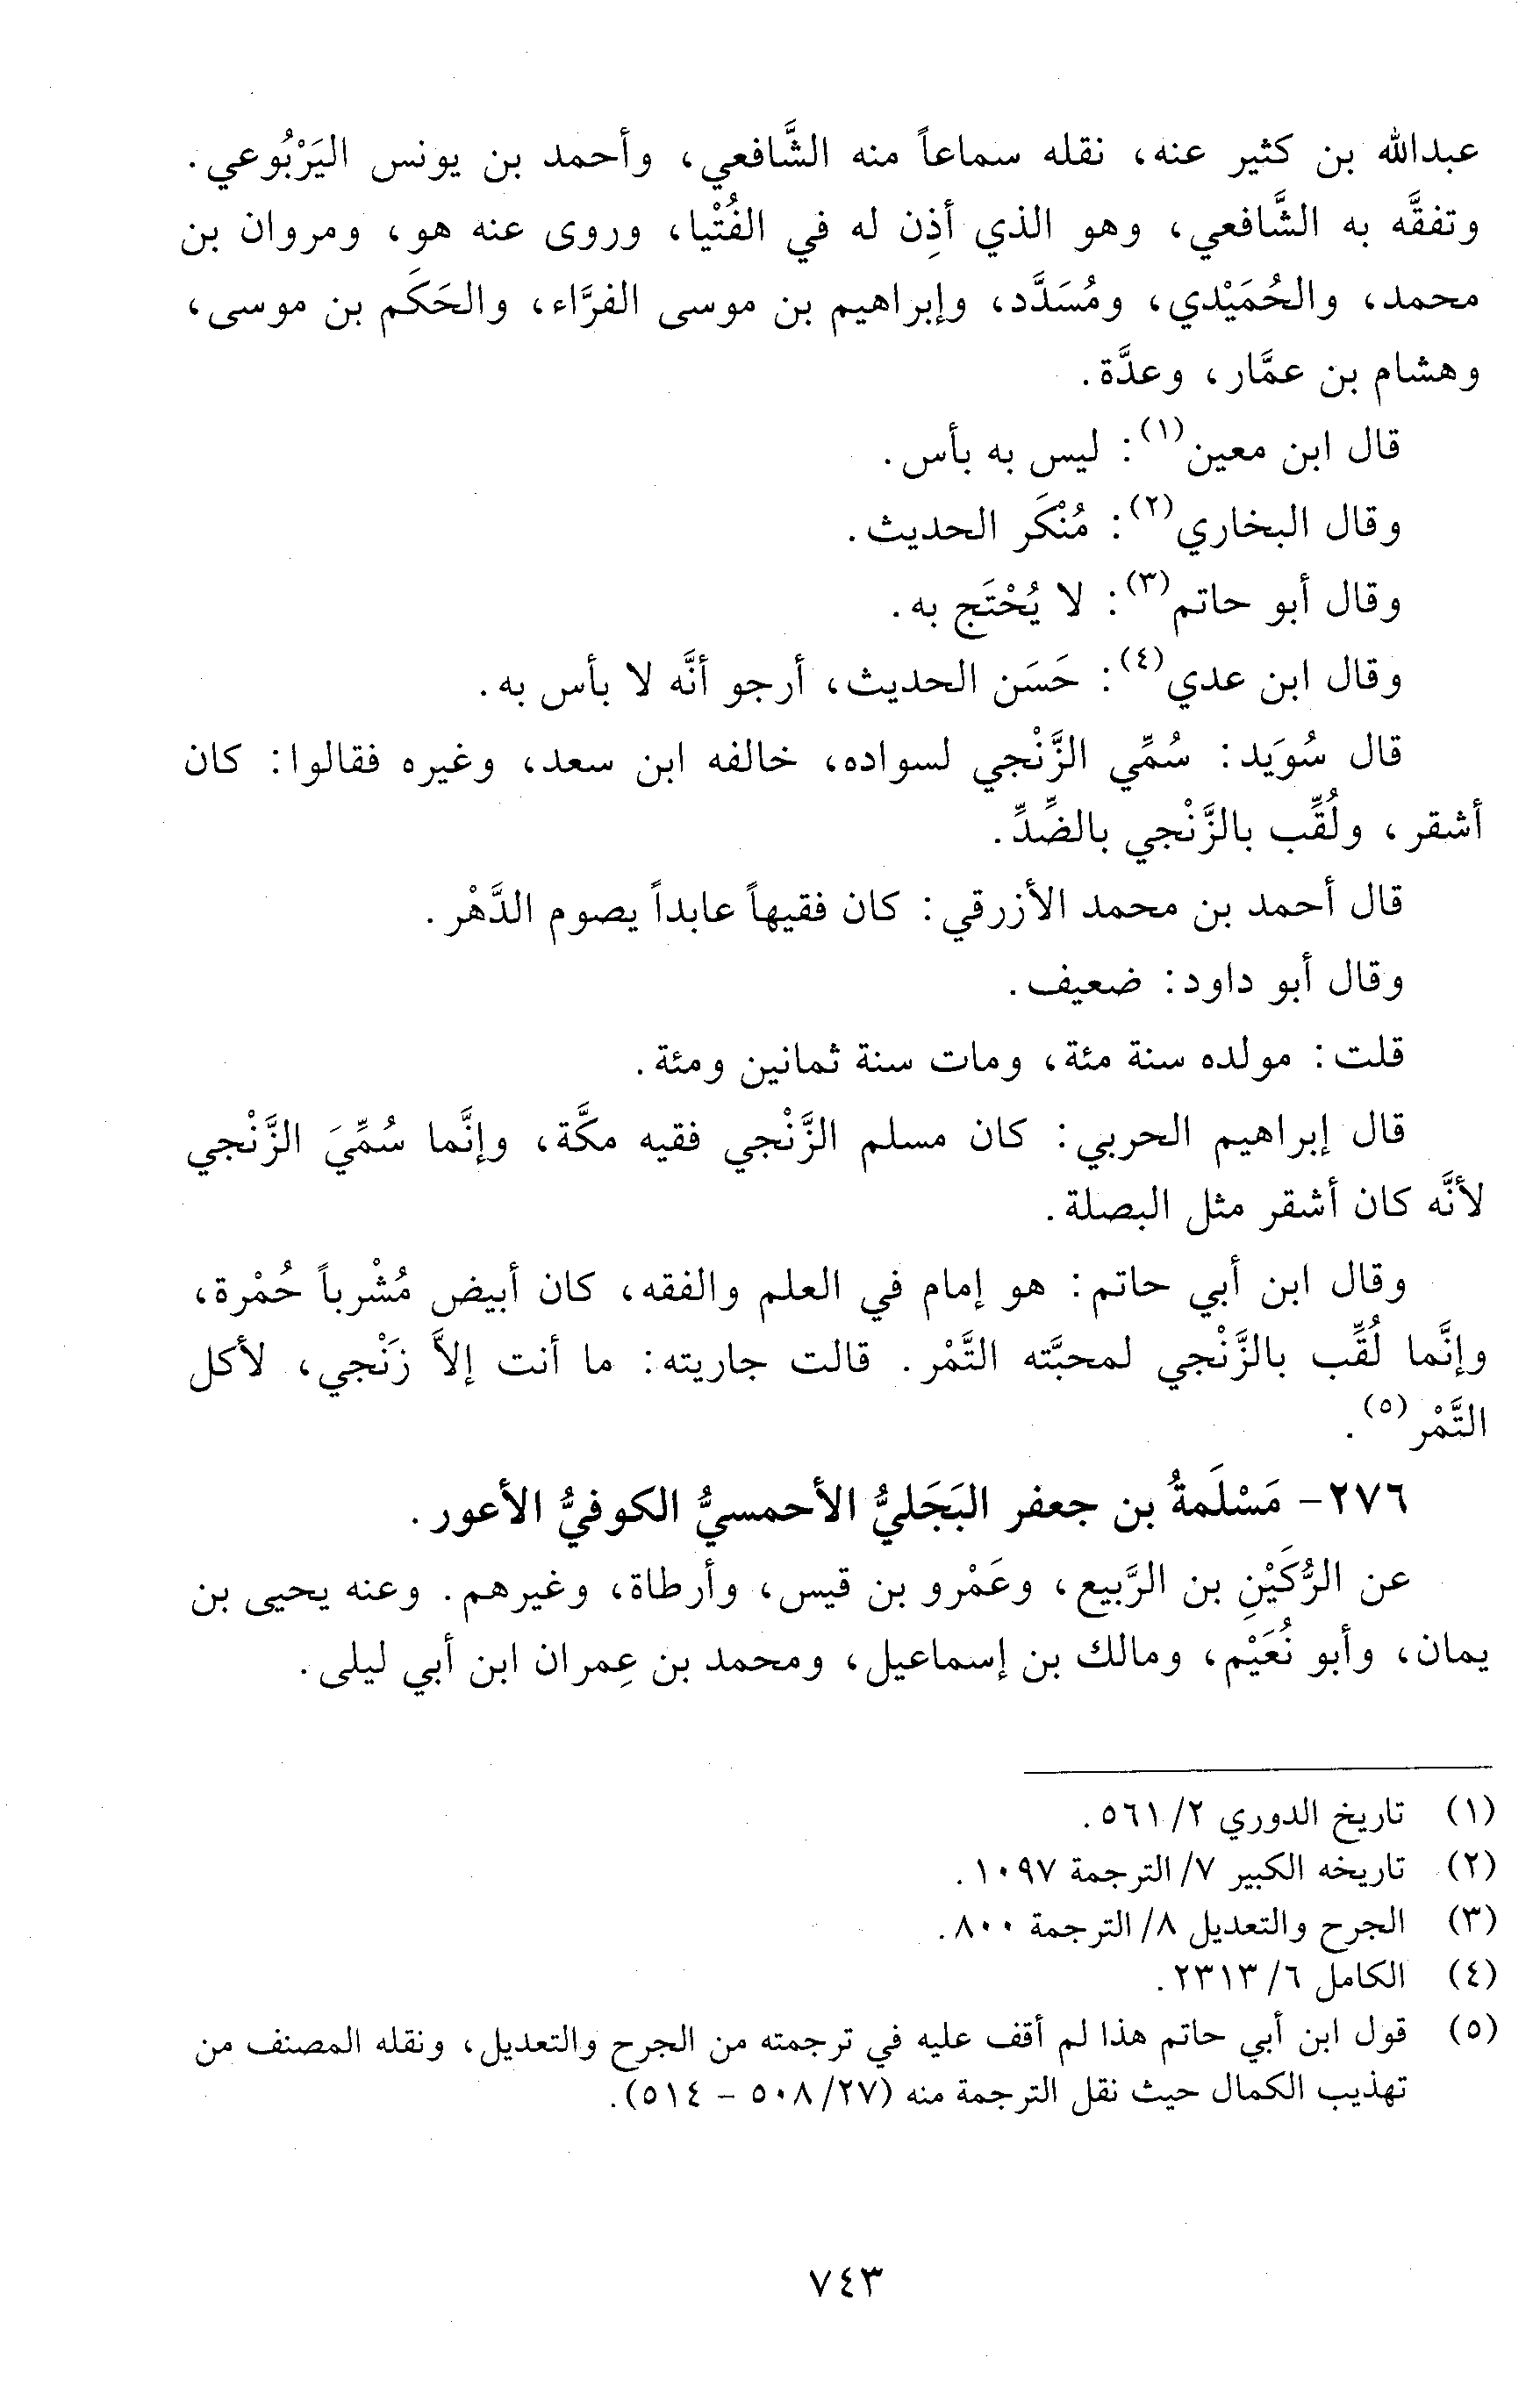 عبدالله بن كثير عنه، نقله سماعاً منه الشَّافعي، وأحمد بن يونس اليَرْبُوعي.
وتفقَّه به الشَّافعي، وهو الذي أذِن له في الفُتْيا، وروى عنه هو، ومروان بن
محمد، والحُمَيْدي، ومُسَدَّد، وإبراهيم بن موسى الفرَّاء، والحَكَم بن موسى،
وهشام بن عمَّار، وعدَّة.
قال ابن معين(١): ليس به بأس.
وقال البخاري(٢): مُنْكَر الحديث.
وقال أبو حاتم(٣): لا يُحْتَج به.
وقال ابن عدي(٤): حَسَن الحديث، أرجو أنَّه لا بأس به.
قال سُوَيد: سُمِّي الزَّنْجي لسواده، خالفه ابن سعد، وغيره فقالوا: كان
أشقر، ولُقِّب بالزَّنْجي بالضِّدِّ.
قال أحمد بن محمد الأزرقي: كان فقيهاً عابداً يصوم الدَّهْر.
وقال أبو داود: ضعيف.
قلت: مولده سنة مئة، ومات سنة ثمانين ومئة.
قال إبراهيم الحربي: كان مسلم الزَّنْجي فقيه مكَّة، وإنَّما سُمِّيَ الزَّنْجي
لأنَّه كان أشقر مثل البصلة.
وقال ابن أبي حاتم: هو إمام في العلم والفقه، كان أبيض مُشْرباً حُمْرة،
وإنَّما لُقِّب بالزَّنْجي لمحبَّته التَّمْر. قالت جاريته: ما أنت إلاَّ زَنْجي، لأكل
التَّمْر(٥).
٢٧٦- مَسْلَمةُ بن جعفر البَجَليُّ الأحمسيُّ الكوفيُّ الأعور.
عن الرُّكَيْنِ بن الرَّبيع، وعَمْرو بن قيس، وأرطاة، وغيرهم. وعنه يحيى بن
يمان، وأبو نُعَيْم، ومالك بن إسماعيل، ومحمد بن عِمران ابن أبي ليلى.
(١) تاريخ الدوري ٢/ ٥٦١.
(٢) تاريخه الكبير ٧/ الترجمة ١٠٩٧.
(٣) الجرح والتعديل ٨/ الترجمة ٨٠٠.
(٤) الكامل ٦/ ٢٣١٣.
(٥) قول ابن أبي حاتم هذا لم أقف عليه في ترجمته من الجرح والتعديل، ونقله المصنف من
تهذيب الكمال حيث نقل الترجمة منه (٢٧/ ٥٠٨ - ٥١٤).
٧٤٣